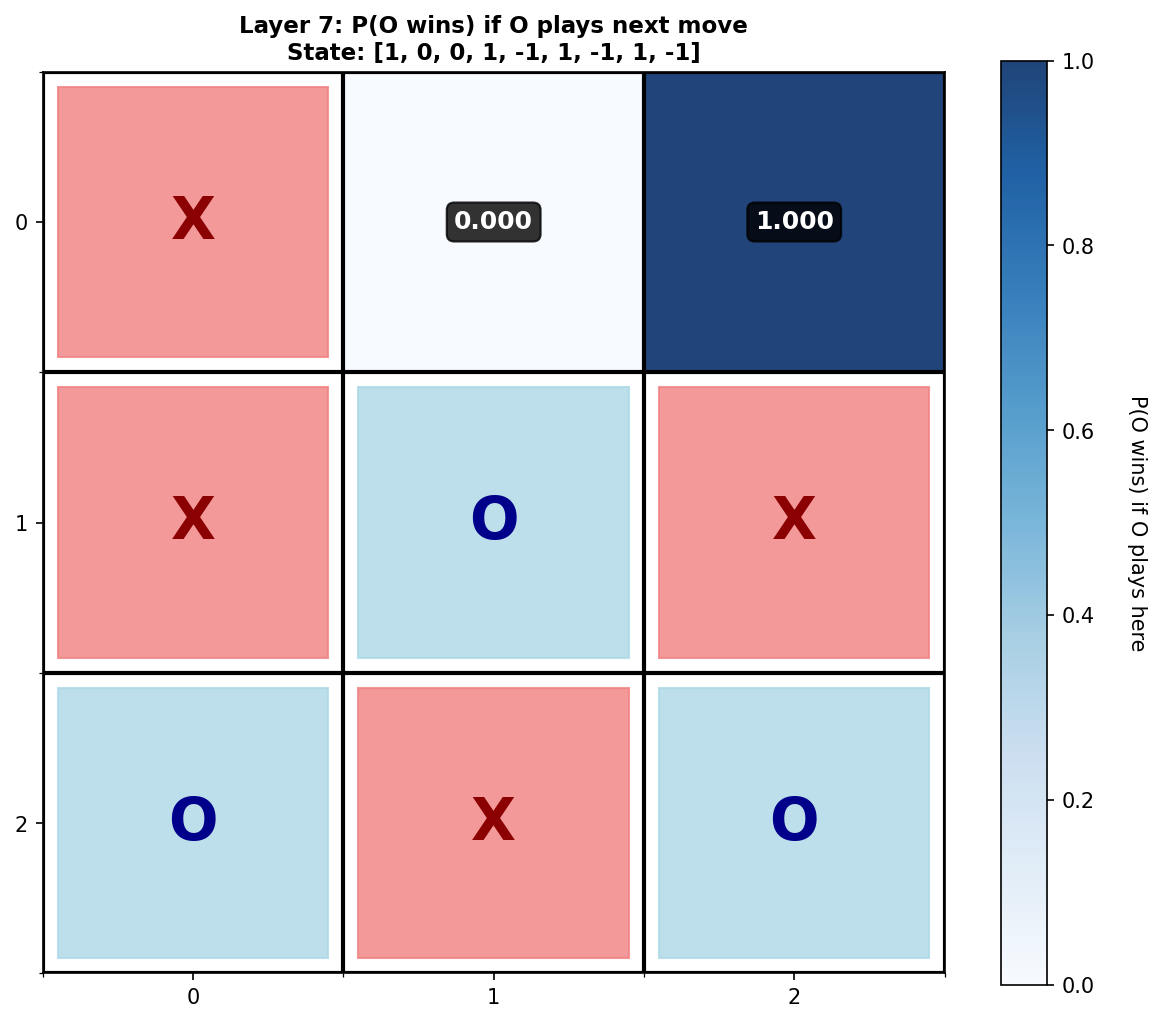 Layer 7: P(O wins) if O plays next move
State: [1, 0, 0, 1, -1, 1, -1, 1, -1]
X
0.000
1.000
X
O
X
O
X
O
0
1
2
0
1
2
1.0
0.8
0.6
0.4
0.2
0.0
P(O wins) if O plays here